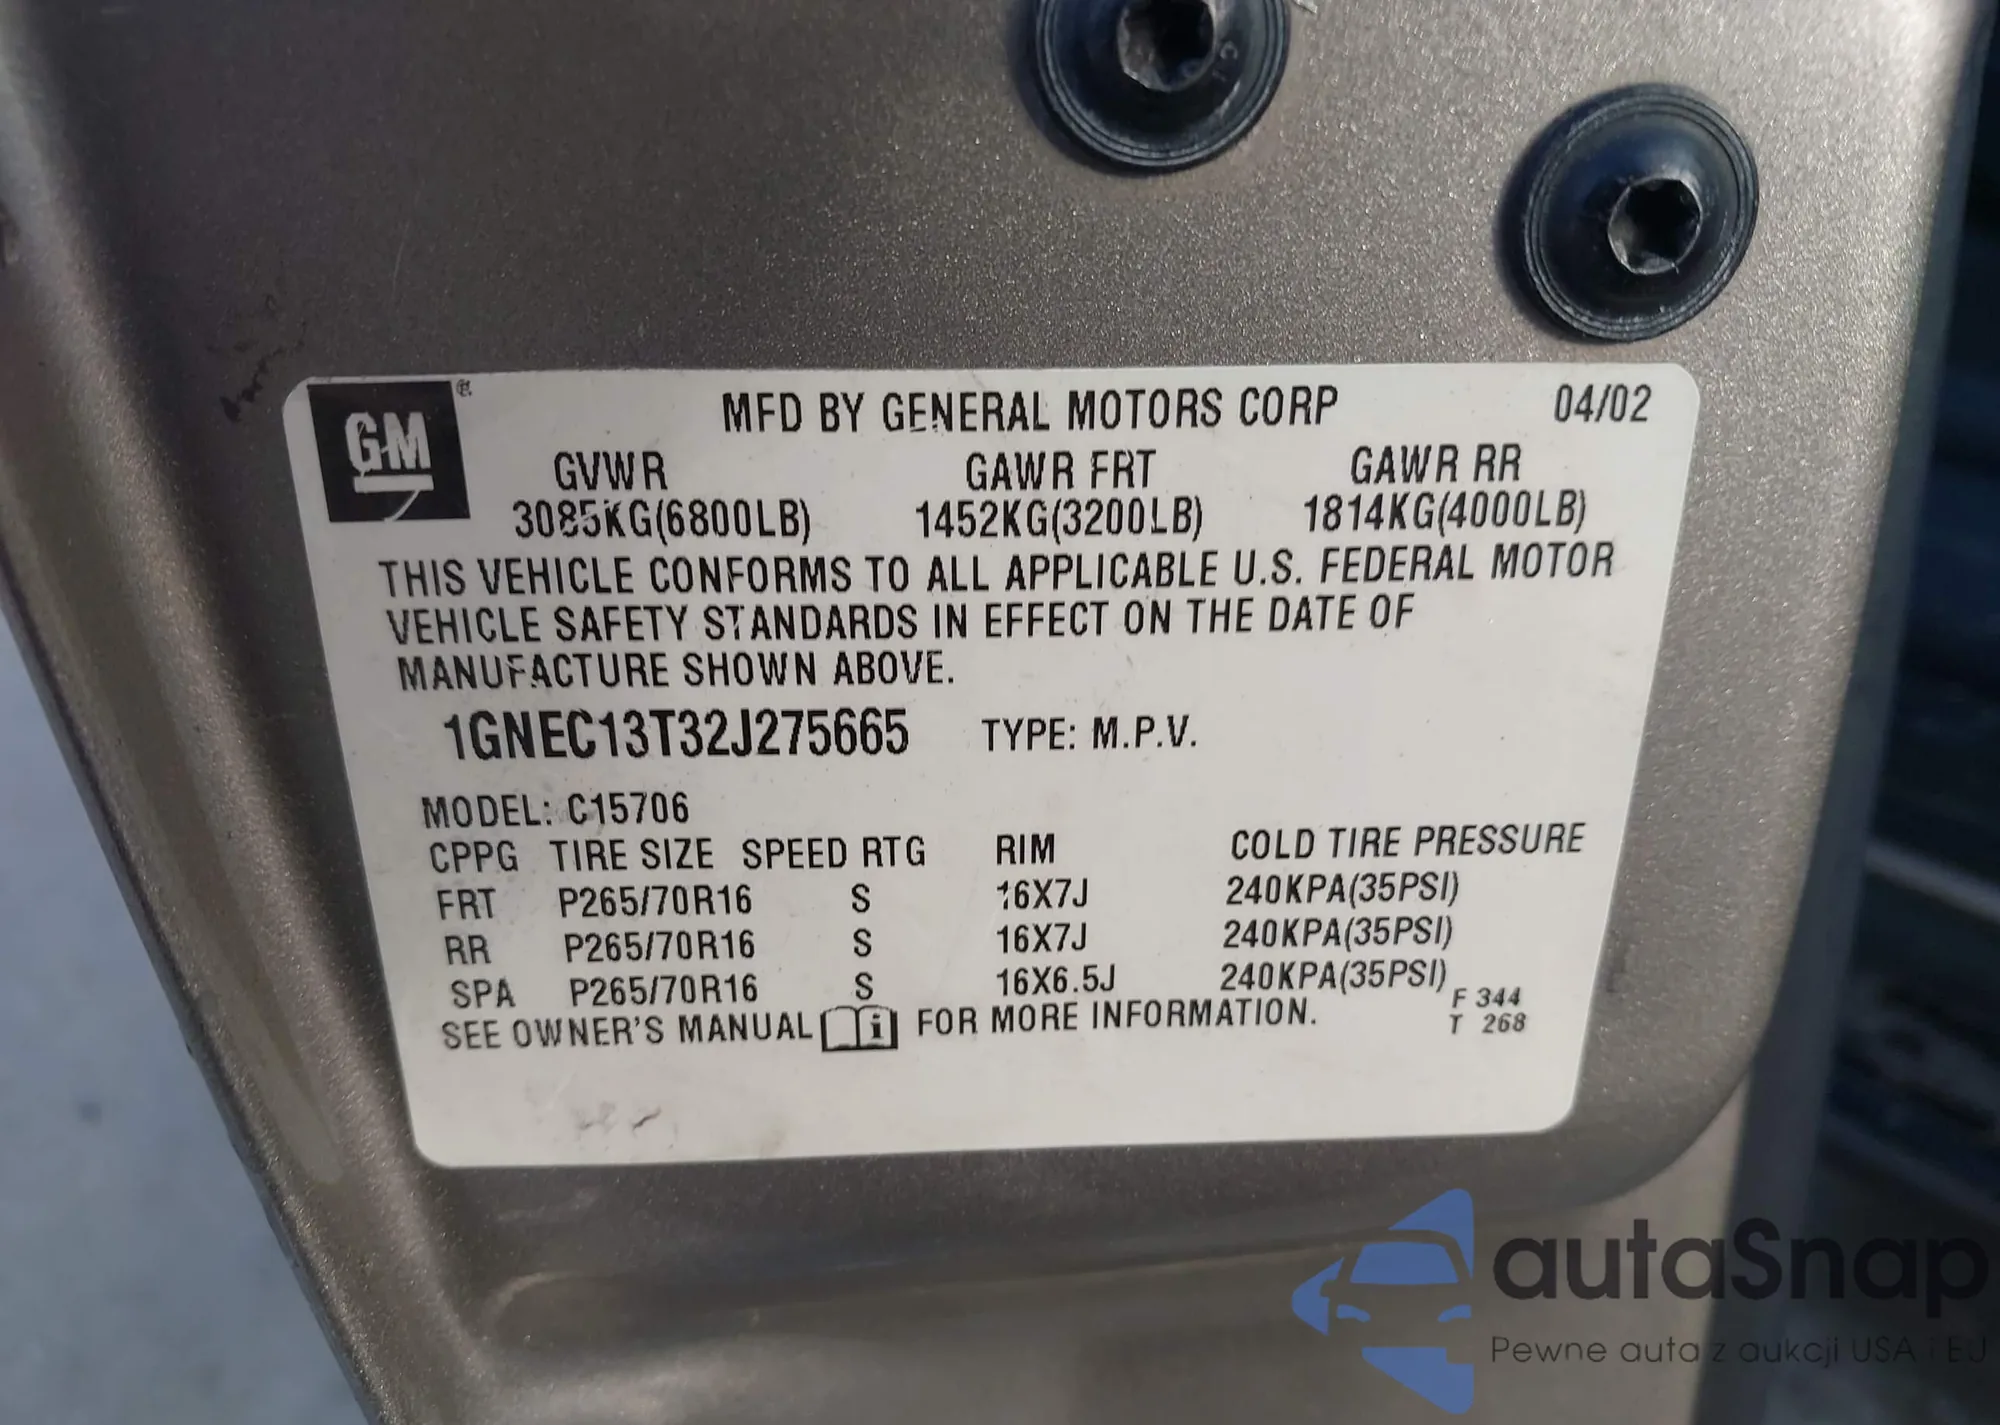 GM ®
MFD BY GENERAL MOTORS CORP 04/02
GVWR GAWR FRT GAWR RR
3085KG(6800LB) 1452KG(3200LB) 1814KG(4000LB)
THIS VEHICLE CONFORMS TO ALL APPLICABLE U.S. FEDERAL MOTOR
VEHICLE SAFETY STANDARDS IN EFFECT ON THE DATE OF
MANUFACTURE SHOWN ABOVE.
1GNEC13T32J275665 TYPE: M.P.V.
MODEL: C15706
CPPG TIRE SIZE SPEED RTG RIM COLD TIRE PRESSURE
FRT P265/70R16 S 16X7J 240KPA(35PSI)
RR P265/70R16 S 16X7J 240KPA(35PSI)
SPA P265/70R16 S 16X6.5J 240KPA(35PSI)
SEE OWNER'S MANUAL i FOR MORE INFORMATION.
F 344
T 268
autaSnap
Pewne auta z aukcji USA i EU